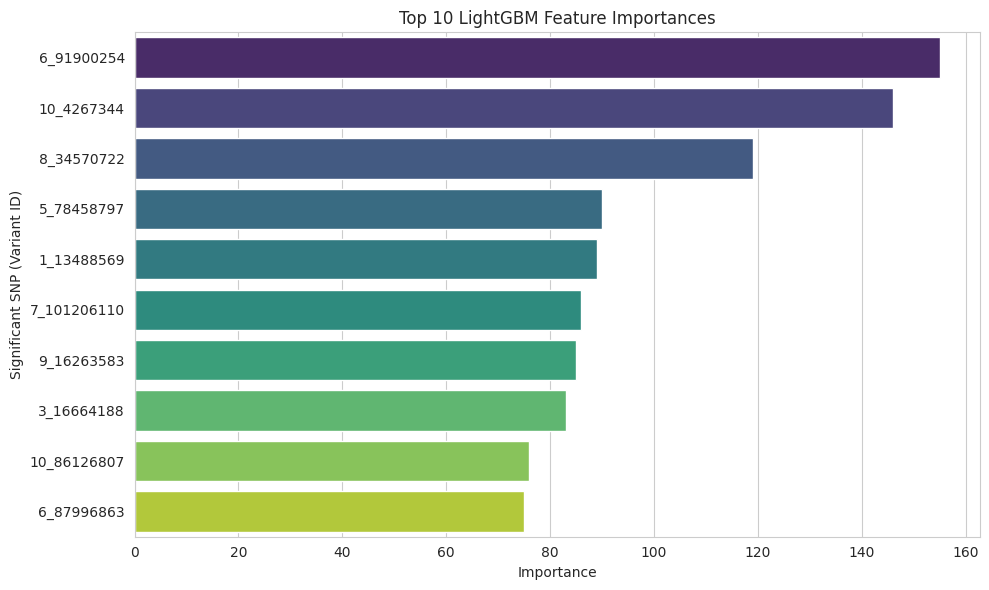 Top 10 LightGBM Feature Importances
Significant SNP (Variant ID)
6_91900254
10_4267344
8_34570722
5_78458797
1_13488569
7_101206110
9_16263583
3_16664188
10_86126807
6_87996863
0 20 40 60 80 100 120 140 160
Importance